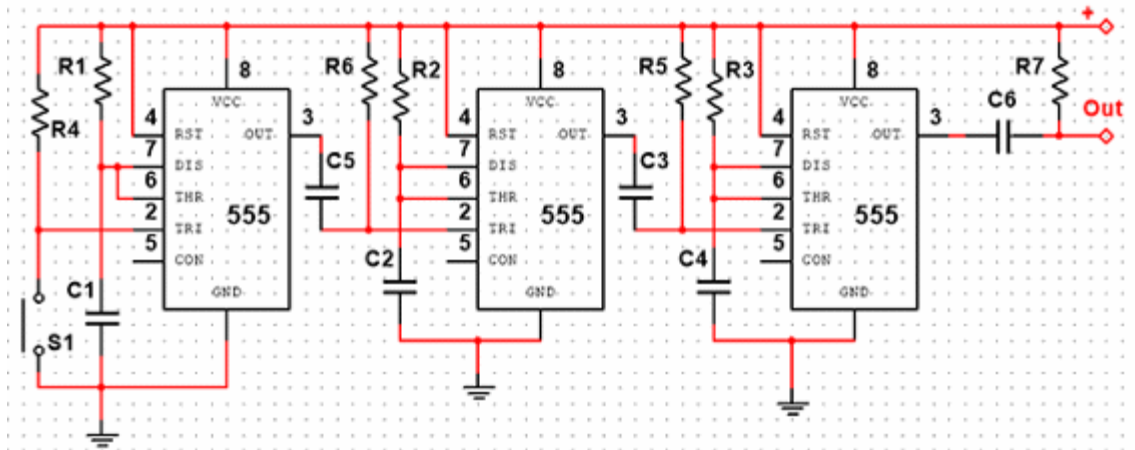 +
R1
R4
8
VCC
4
RST
OUT
3
7
DIS
6
THR
2
TRI
5
CON
555
GND
C1
S1
C5
R6
R2
8
VCC
4
RST
OUT
3
7
DIS
6
THR
2
TRI
5
CON
555
GND
C2
C3
R5
R3
8
VCC
4
RST
OUT
3
7
DIS
6
THR
2
TRI
5
CON
555
GND
C4
C6
R7
Out